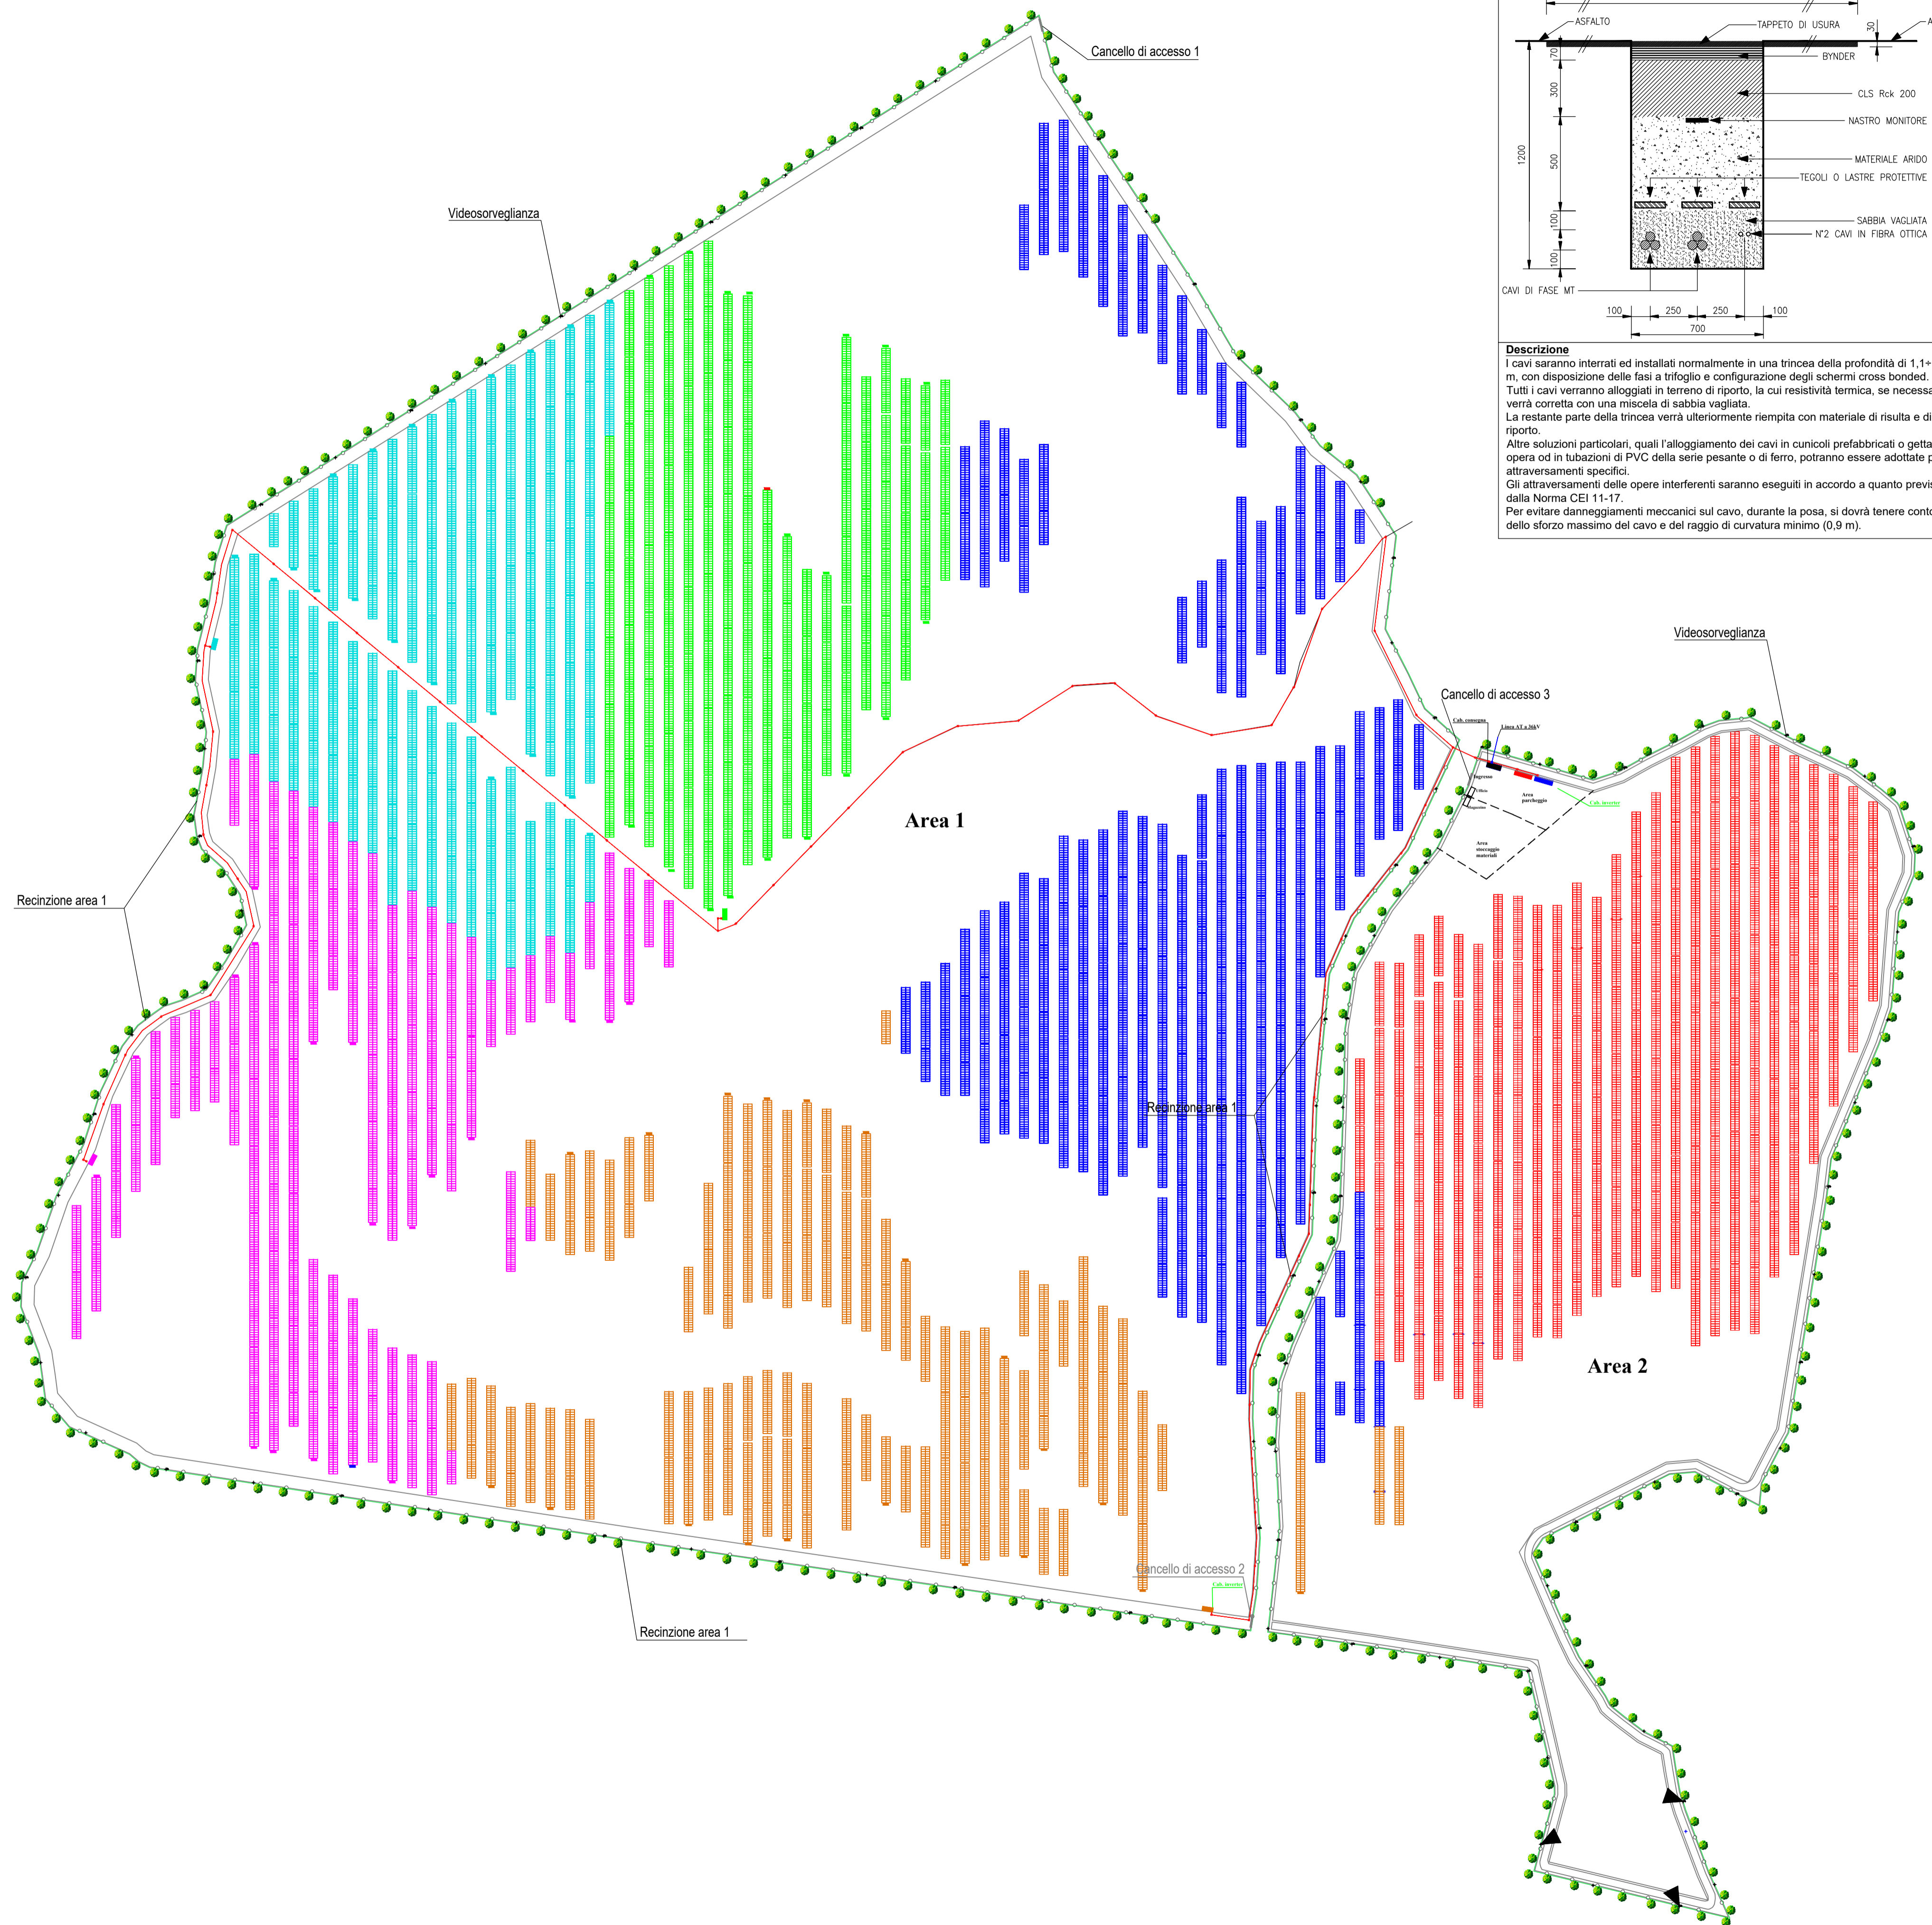 ASFALTO
TAPPETO DI USURA
30
A
70
BYNDER
300
CLS Rck 200
NASTRO MONITORE
1200
500
MATERIALE ARIDO
TEGOLI O LASTRE PROTETTIVE
100
SABBIA VAGLIATA
N°2 CAVI IN FIBRA OTTICA
100
CAVI DI FASE MT
100 250 250 100
700
Descrizione
I cavi saranno interrati ed installati normalmente in una trincea della profondità di 1,1÷
m, con disposizione delle fasi a trifoglio e configurazione degli schermi cross bonded.
Tutti i cavi verranno alloggiati in terreno di riporto, la cui resistività termica, se necessa
verrà corretta con una miscela di sabbia vagliata.
La restante parte della trincea verrà ulteriormente riempita con materiale di risulta e di
riporto.
Altre soluzioni particolari, quali l'alloggiamento dei cavi in cunicoli prefabbricati o getta
opera od in tubazioni di PVC della serie pesante o di ferro, potranno essere adottate p
attraversamenti specifici.
Gli attraversamenti delle opere interferenti saranno eseguiti in accordo a quanto previs
dalla Norma CEI 11-17.
Per evitare danneggiamenti meccanici sul cavo, durante la posa, si dovrà tenere conto
dello sforzo massimo del cavo e del raggio di curvatura minimo (0,9 m).
Cancello di accesso 1
Videosorveglianza
Videosorveglianza
Cancello di accesso 3
Cab. consegna
Linea AT a 36kV
Ingresso
Ufficio
Magazzino
Area
parcheggio
Cab. inverter
Area
stoccaggio
materiali
Area 1
Recinzione area 1
Recinzione area 1
Area 2
Cancello di accesso 2
Cab. inverter
Recinzione area 1